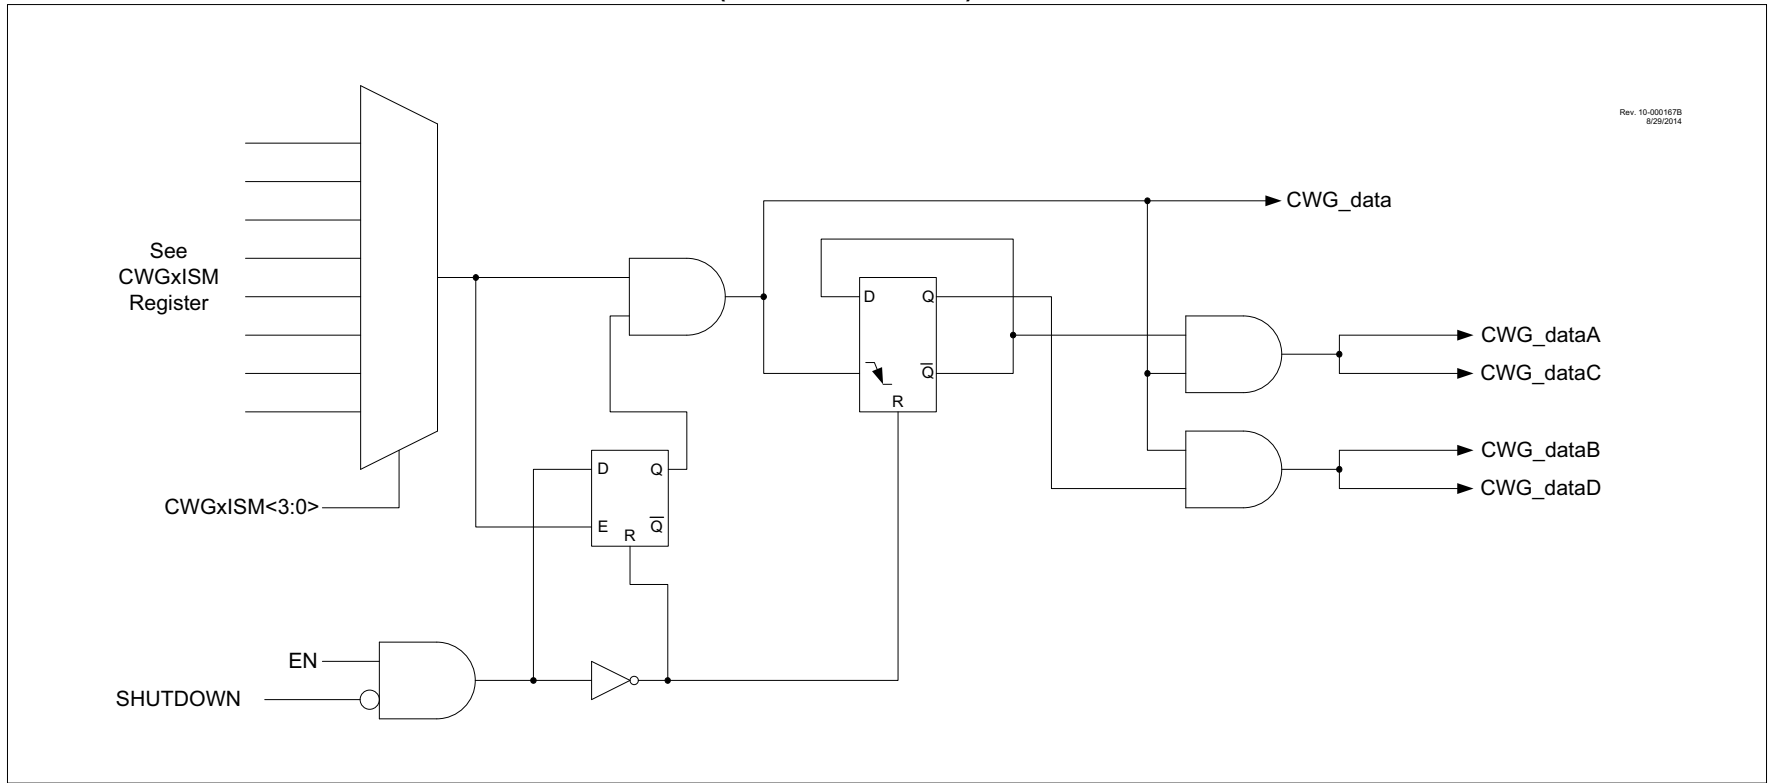 Rev. 10-000167B
8/29/2014
See
CWGxISM
Register
CWGxISM<3:0>
EN
SHUTDOWN
D
Q
E
Q
R
D
Q
Q
R
CWG_data
CWG_dataA
CWG_dataC
CWG_dataB
CWG_dataD